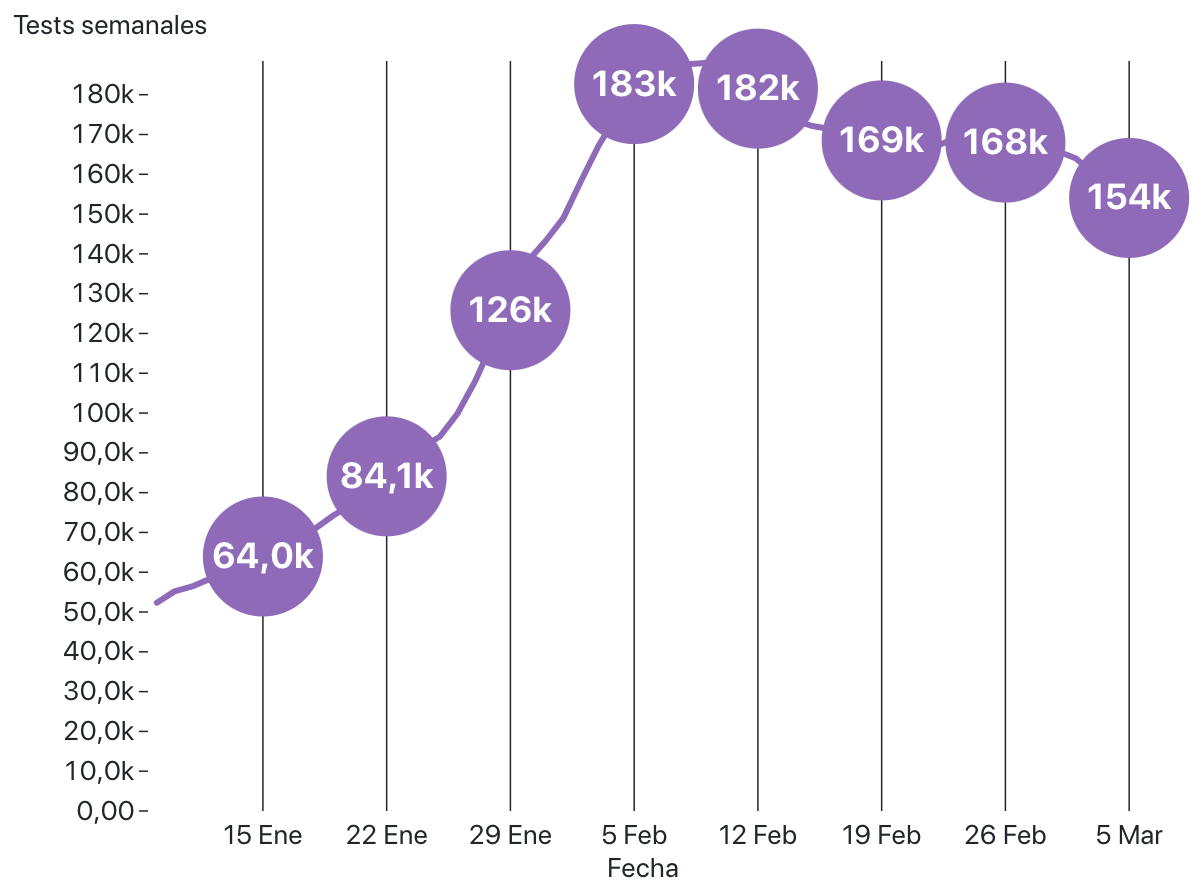 Tests semanales
183k
182k
180k
170k
169k
168k
160k
154k
150k
140k
130k
126k
120k
110k
100k
90,0k
84,1k
80,0k
70,0k
64,0k
60,0k
50,0k
40,0k
30,0k
20,0k
10,0k
0,00
15 Ene 22 Ene 29 Ene 5 Feb 12 Feb 19 Feb 26 Feb 5 Mar
Fecha